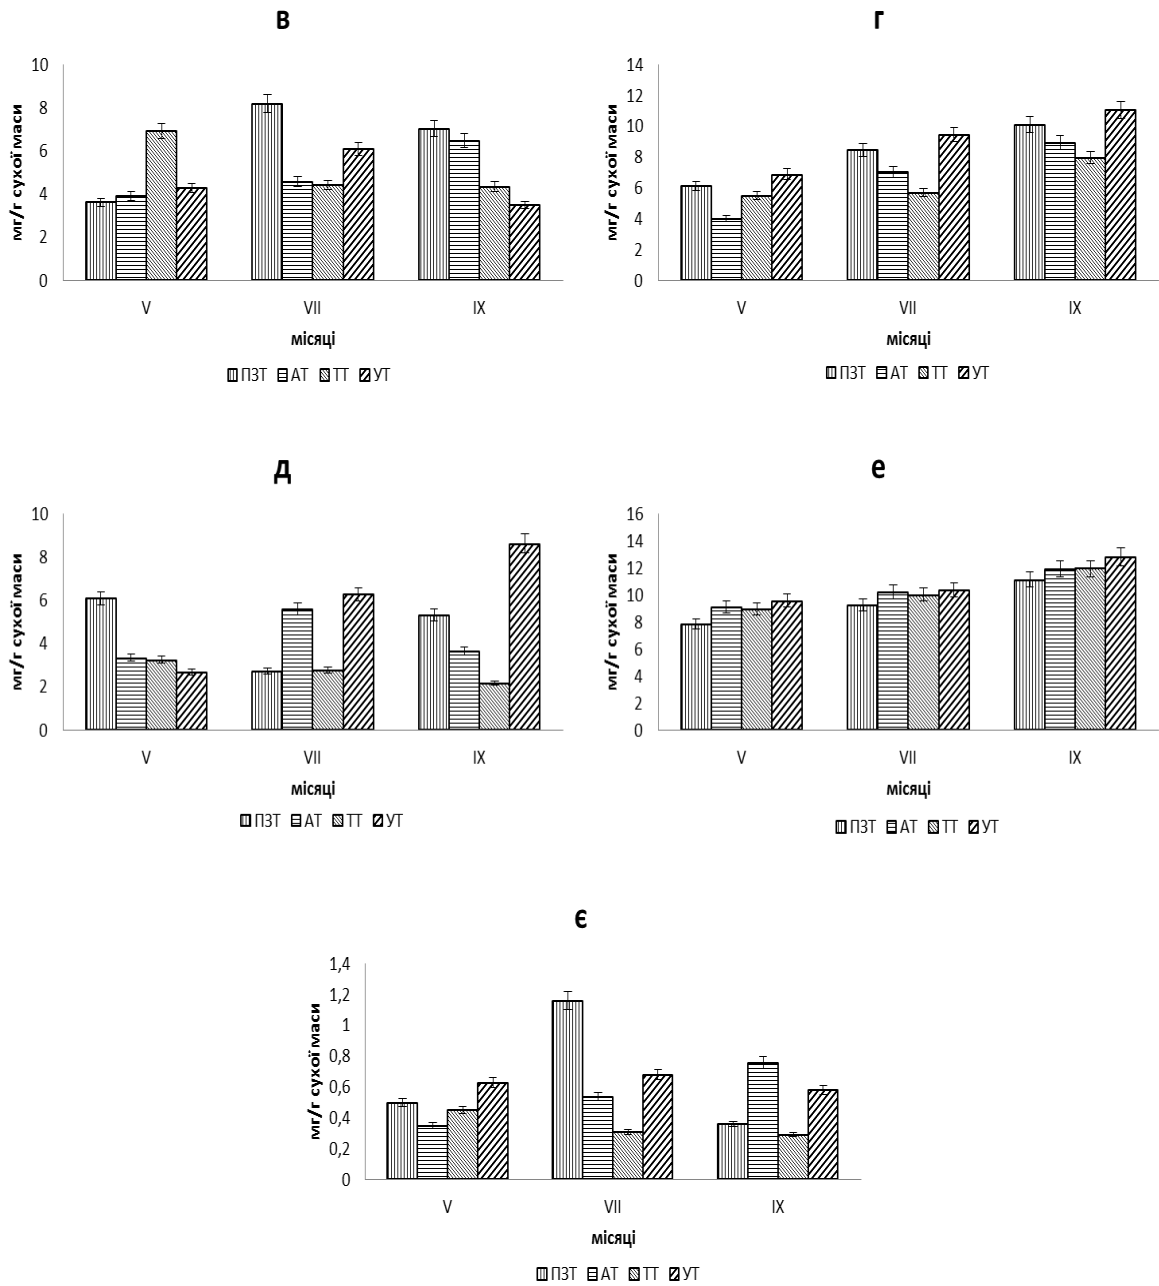 в
10
8
6
4
2
0
мг/г сухої маси
V VII IX
місяці
ПЗТ АТ ТТ УТ
г
14
12
10
8
6
4
2
0
мг/г сухої маси
V VII IX
місяці
ПЗТ АТ ТТ УТ
д
10
8
6
4
2
0
мг/г сухої маси
V VII IX
місяці
ПЗТ АТ ТТ УТ
е
16
14
12
10
8
6
4
2
0
мг/г сухої маси
V VII IX
місяці
ПЗТ АТ ТТ УТ
є
1,4
1,2
1
0,8
0,6
0,4
0,2
0
мг/г сухої маси
V VII IX
місяці
ПЗТ АТ ТТ УТ